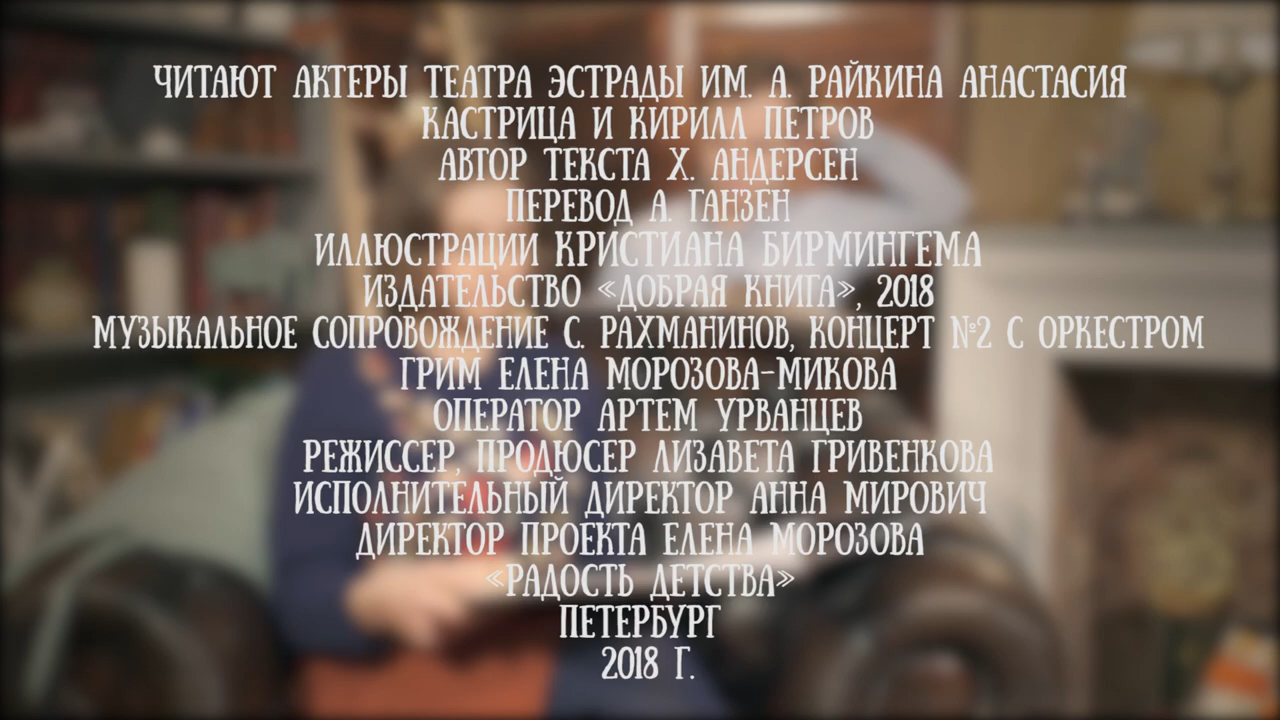 ЧИТАЮТ АКТЕРЫ ТЕАТРА ЭСТРАДЫ ИМ. А. РАЙКИНА АНАСТАСИЯ
КАСТРИЦА И КИРИЛЛ ПЕТРОВ
АВТОР ТЕКСТА Х. АНДЕРСЕН
ПЕРЕВОД А. ГАНЗЕН
ИЛЛЮСТРАЦИИ КРИСТИАНА БИРМИНГЕМА
ИЗДАТЕЛЬСТВО «ДОБРАЯ КНИГА», 2018
МУЗЫКАЛЬНОЕ СОПРОВОЖДЕНИЕ С. РАХМАНИНОВ, КОНЦЕРТ №2 С ОРКЕСТРОМ
ГРИМ ЕЛЕНА МОРОЗОВА-МИКОВА
ОПЕРАТОР АРТЕМ УРВАНЦЕВ
РЕЖИССЕР, ПРОДЮСЕР ЛИЗАВЕТА ГРИВЕНКОВА
ИСПОЛНИТЕЛЬНЫЙ ДИРЕКТОР АННА МИРОВИЧ
ДИРЕКТОР ПРОЕКТА ЕЛЕНА МОРОЗОВА
«РАДОСТЬ ДЕТСТВА»
ПЕТЕРБУРГ
2018 Г.